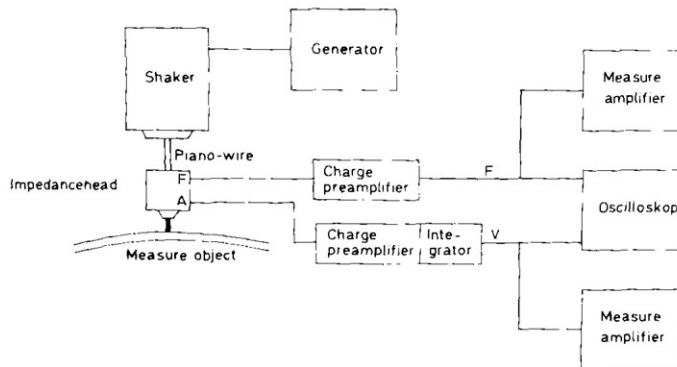 Generator
Shaker
Measure
amplifier
Piano-wire
Impedancehead
F
Charge
preamplifier
F
A
Oscilloskop
Charge
preamplifier
Inte-
grator
V
Measure object
Measure
amplifier